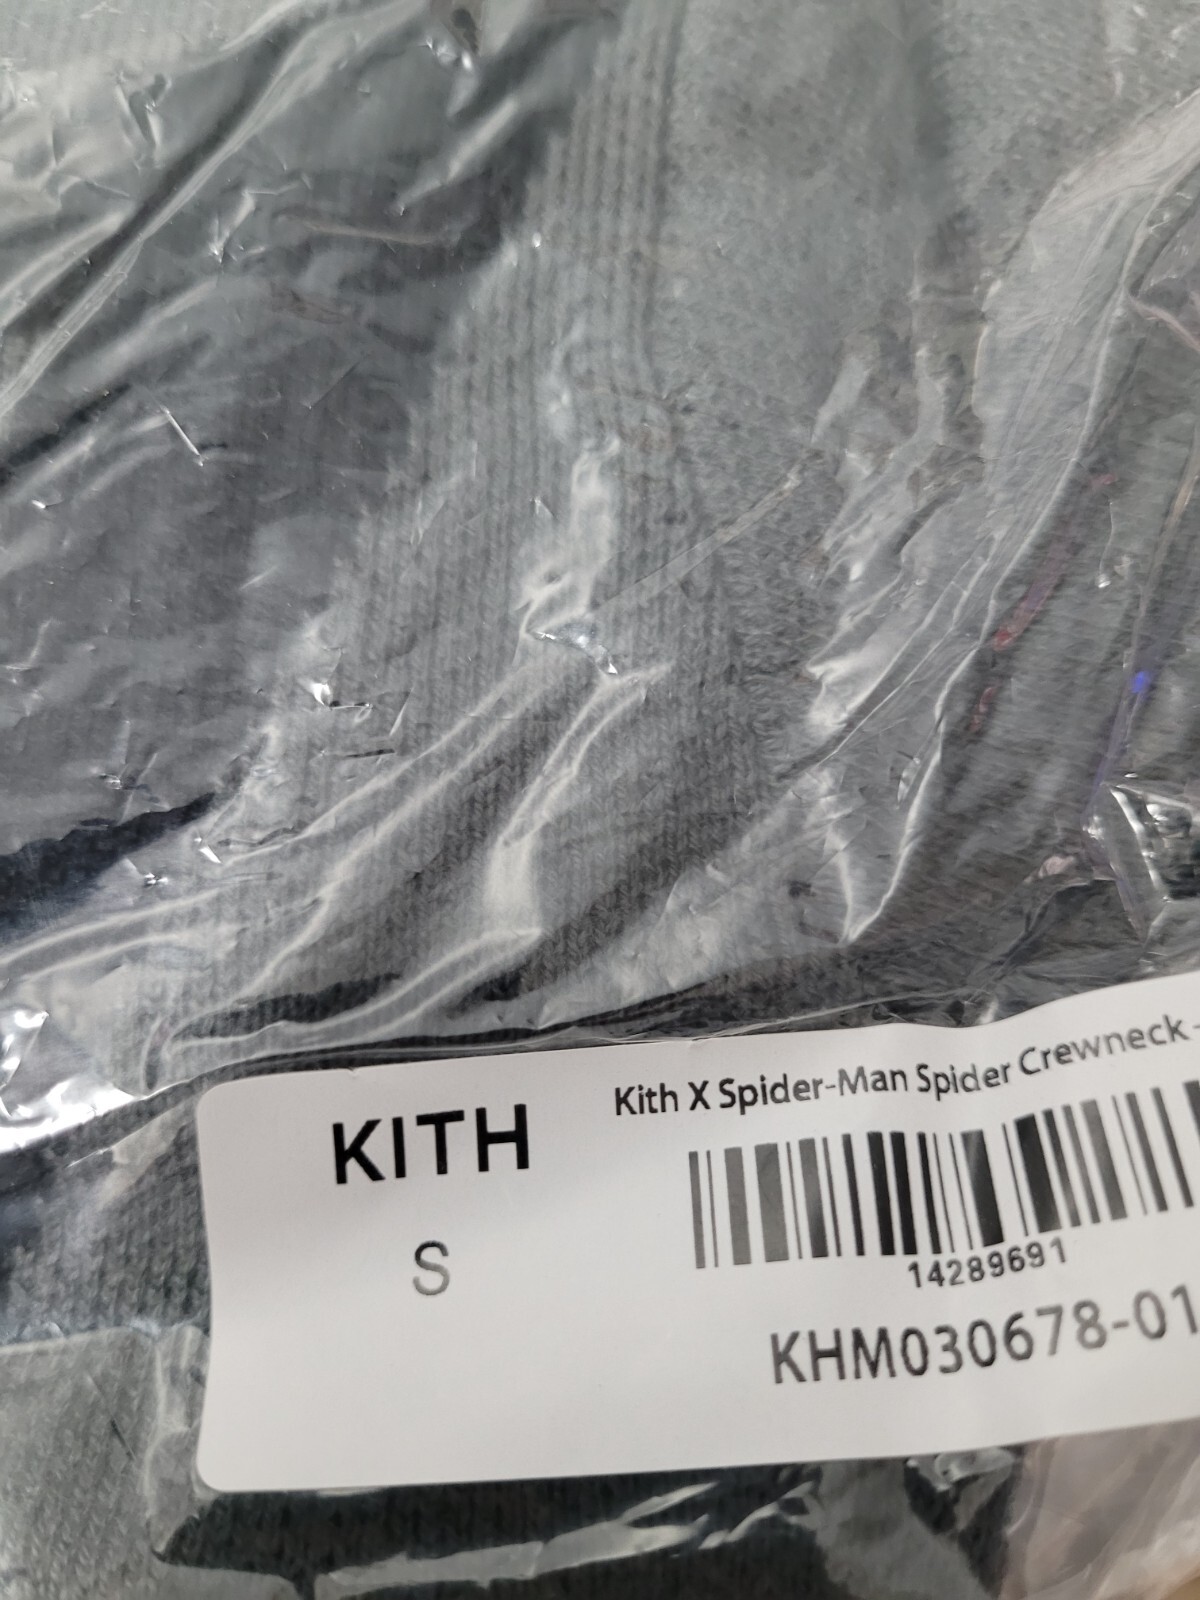 KITH
S
Kith X Spider-Man Spider Crewneck -
14289691
KHM030678-01